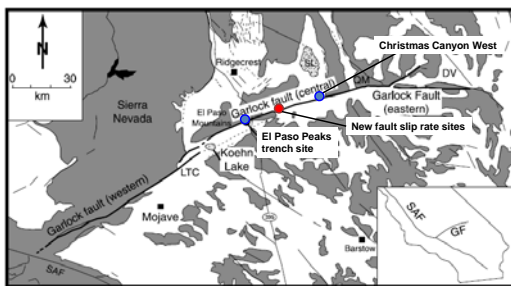 N
0 30
km
Christmas Canyon West
Ridgecrest
SL
QM
DV
Sierra
Nevada
Garlock fault (central)
Garlock Fault
(eastern)
El Paso
Mountains
New fault slip rate sites
El Paso Peaks
trench site
Koehn
Lake
LTC
Garlock fault (western)
Mojave
Barstow
SAF
SAF
GF